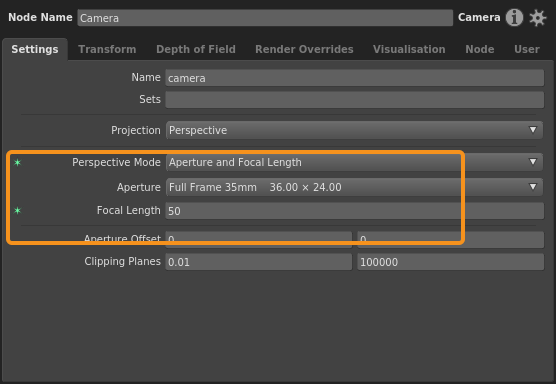 Node Name Camera Camera
Settings Transform Depth of Field Render Overrides Visualisation Node User
Name camera
Sets
Projection Perspective
Perspective Mode Aperture and Focal Length
Aperture Full Frame 35mm 36.00 × 24.00
Focal Length 50
Aperture Offset 0 0
Clipping Planes 0.01 100000